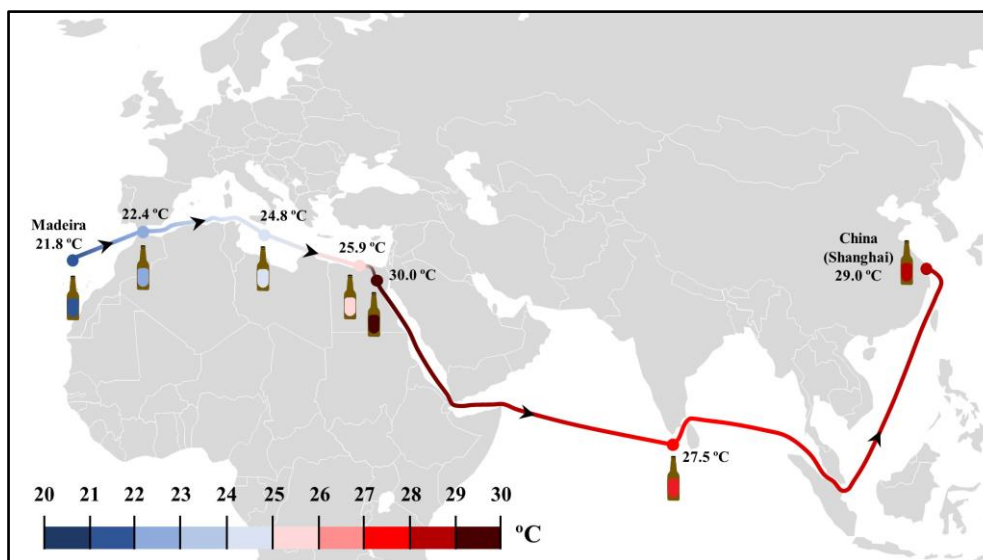 Madeira
21.8 ºC
22.4 ºC
24.8 ºC
25.9 ºC
30.0 ºC
China
(Shanghai)
29.0 ºC
27.5 ºC
20 21 22 23 24 25 26 27 28 29 30
ºC